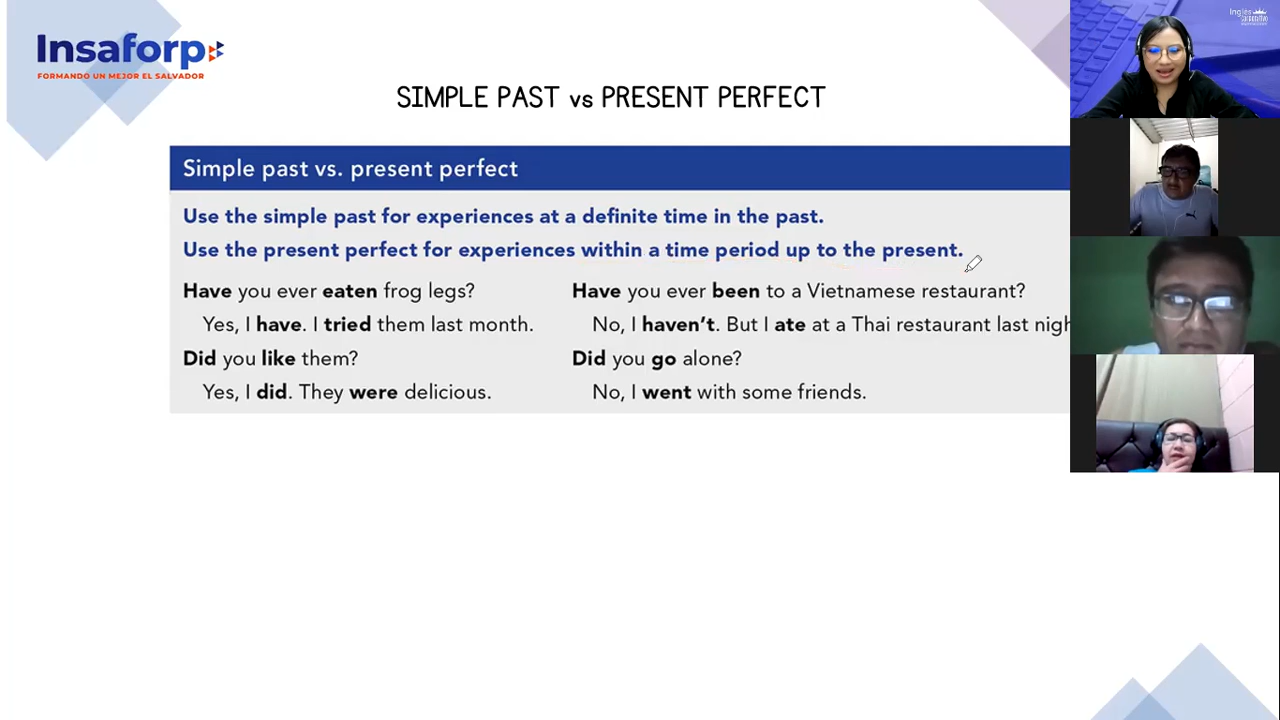 Insaforp
FORMANDO UN MEJOR EL SALVADOR
SIMPLE PAST vs PRESENT PERFECT
Simple past vs. present perfect
Use the simple past for experiences at a definite time in the past.
Use the present perfect for experiences within a time period up to the present.
Have you ever eaten frog legs?
Yes, I have. I tried them last month.
Did you like them?
Yes, I did. They were delicious.
Have you ever been to a Vietnamese restaurant?
No, I haven't. But I ate at a Thai restaurant last nigh
Did you go alone?
No, I went with some friends.
Inglés